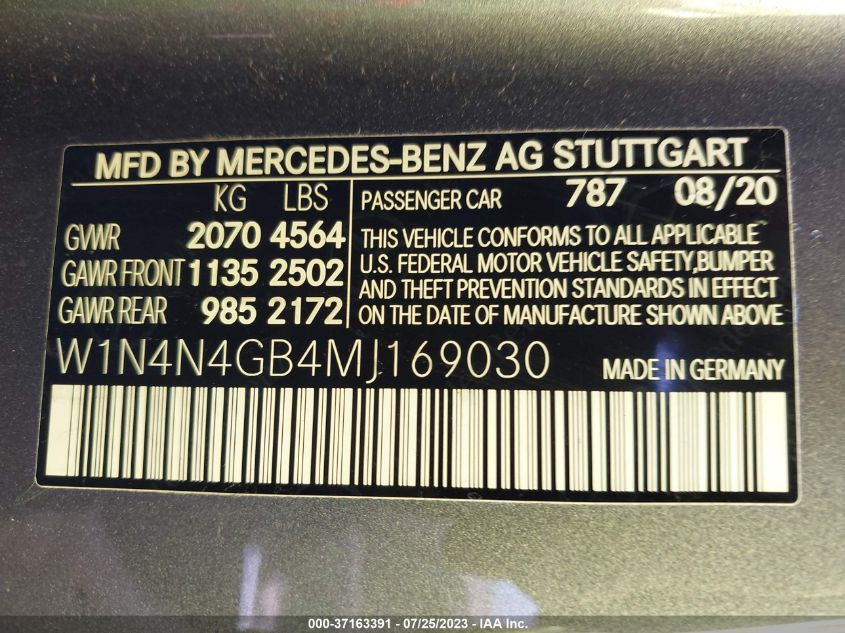 MFD BY MERCEDES-BENZ AG STUTTGART
KG LBS
GVWR 2070 4564
GAWR FRONT 1135 2502
GAWR REAR 985 2172
PASSENGER CAR 787 08/20
THIS VEHICLE CONFORMS TO ALL APPLICABLE
U.S. FEDERAL MOTOR VEHICLE SAFETY,BUMPER
AND THEFT PREVENTION STANDARDS IN EFFECT
ON THE DATE OF MANUFACTURE SHOWN ABOVE
W1N4N4GB4MJ169030 MADE IN GERMANY
000-37163391 - 07/25/2023 - IAA Inc.